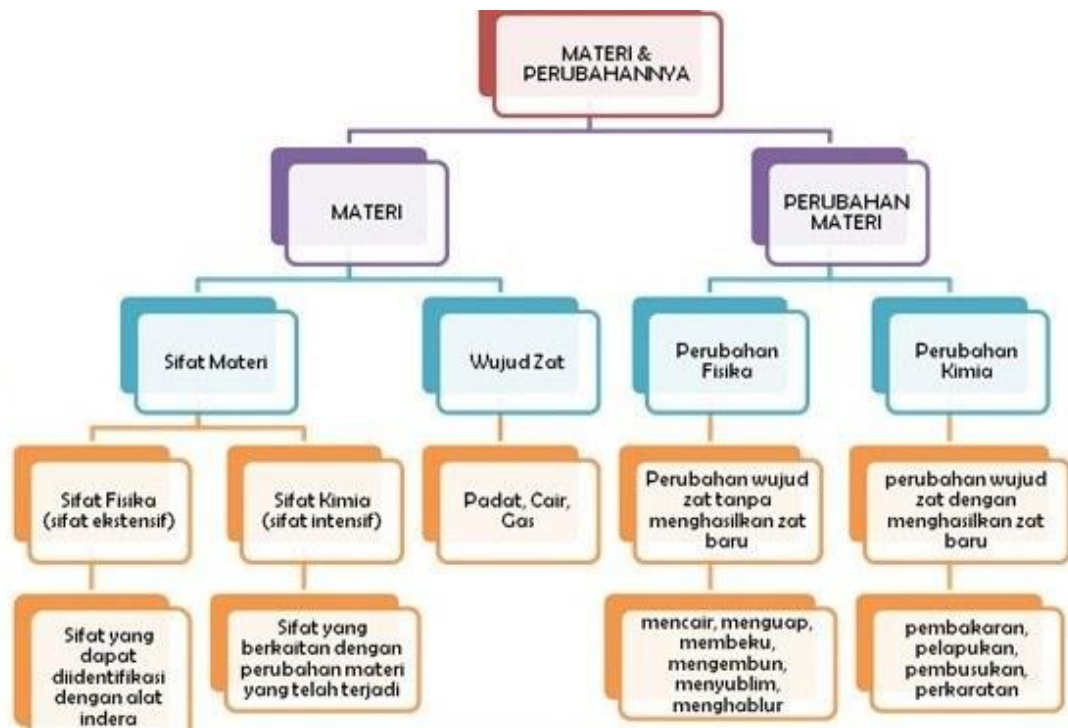 MATERI &
PERUBAHANNYA
MATERI
PERUBAHAN
MATERI
Sifat Materi
Wujud Zat
Perubahan
Fisika
Perubahan
Kimia
Sifat Fisika
(sifat ekstensif)
Sifat Kimia
(sifat intensif)
Padat, Cair,
Gas
Perubahan wujud
zat tanpa
menghasilkan zat
baru
perubahan wujud
zat dengan
menghasilkan zat
baru
Sifat yang
dapat
diidentifikasi
dengan alat
indera
Sifat yang
berkaitan dengan
perubahan materi
yang telah terjadi
mencair, menguap,
membeku,
mengembun,
menyublim,
menghablur
pembakaran,
pelapukan,
pembusukan,
perkaratan